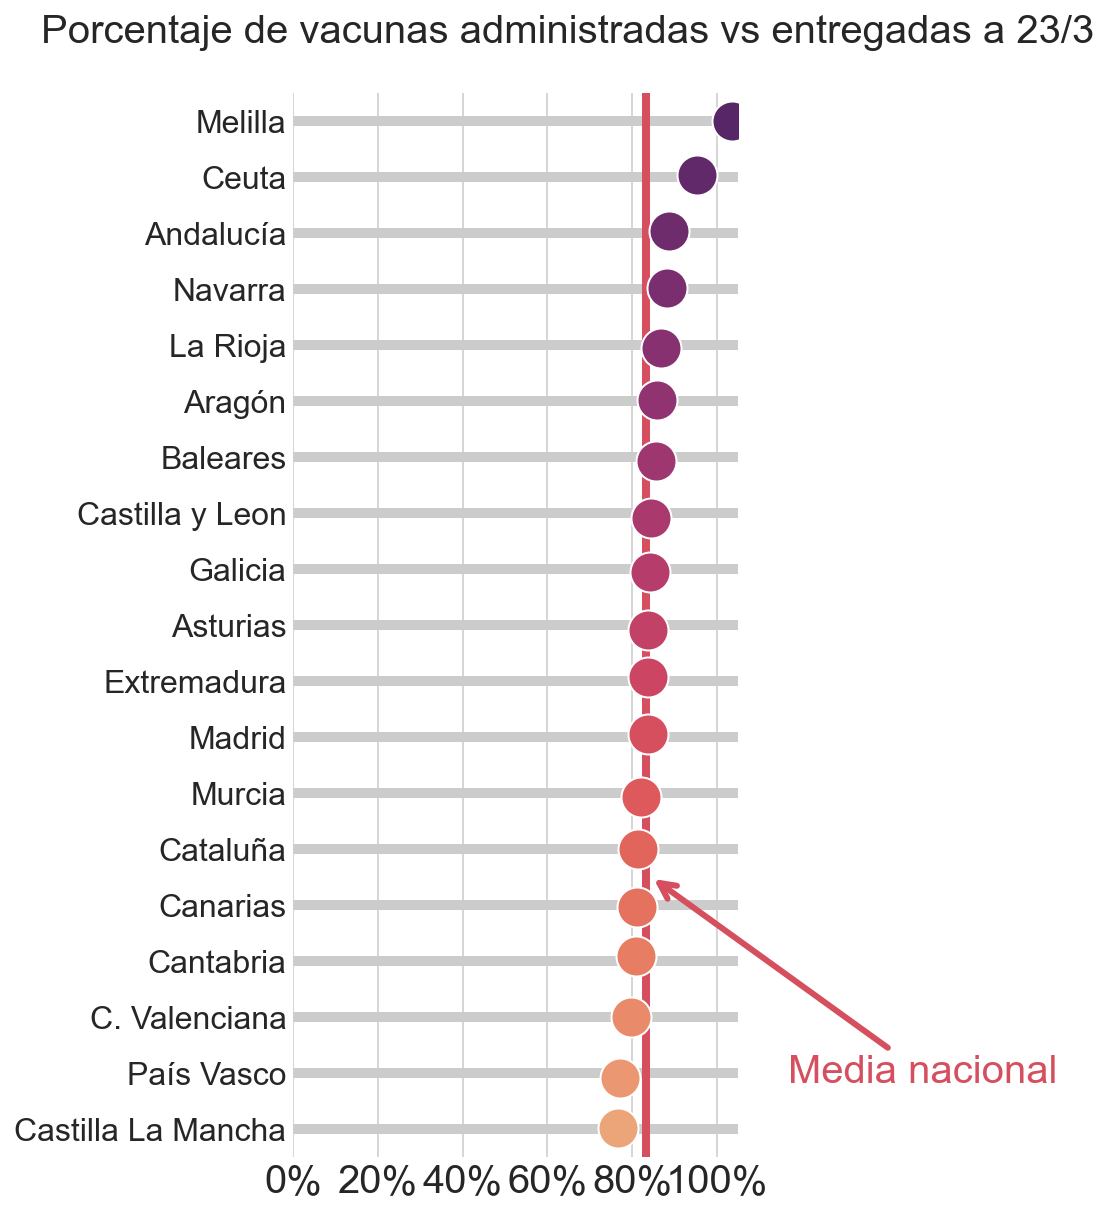 Porcentaje de vacunas administradas vs entregadas a 23/3
Melilla
Ceuta
Andalucía
Navarra
La Rioja
Aragón
Baleares
Castilla y Leon
Galicia
Asturias
Extremadura
Madrid
Murcia
Cataluña
Canarias
Cantabria
C. Valenciana
País Vasco
Media nacional
Castilla La Mancha
0% 20% 40% 60% 80% 100%